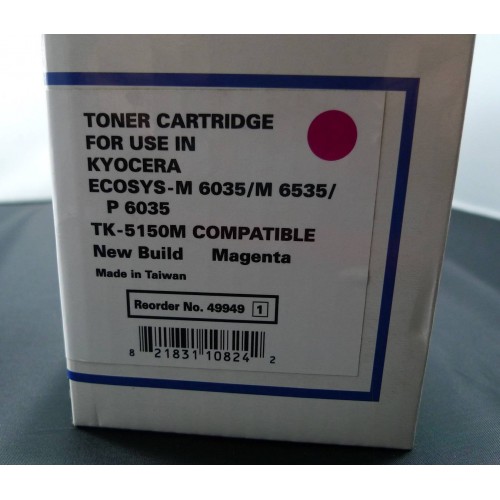 TONER CARTRIDGE
FOR USE IN
KYOCERA
ECOSYS-M 6035/M 6535/
P 6035
TK-5150M COMPATIBLE
New Build Magenta
Made in Taiwan
Reorder No. 49949 1
8 21831 10824 2